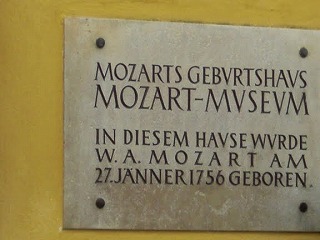 MOZARTS GEBVRTSHAVS
MOZART-MVSEVM
IN DIESEM HAVSE WVRDE
W. A. MOZART AM
27. JÄNNER 1756 GEBOREN.